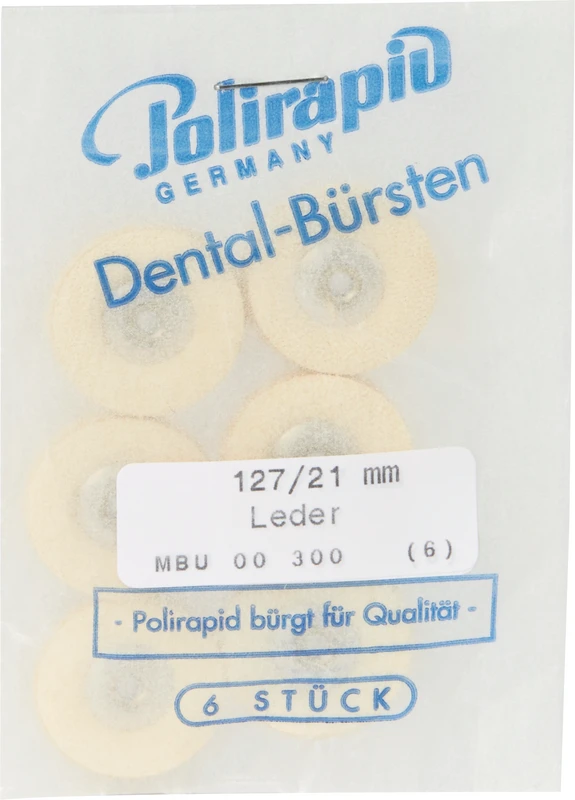 Polirapid
GERMANY
Dental-Bürsten
127/21 mm
Leder
MBU 00 300 (6)
- Polirapid bürgt für Qualität -
6 STÜCK